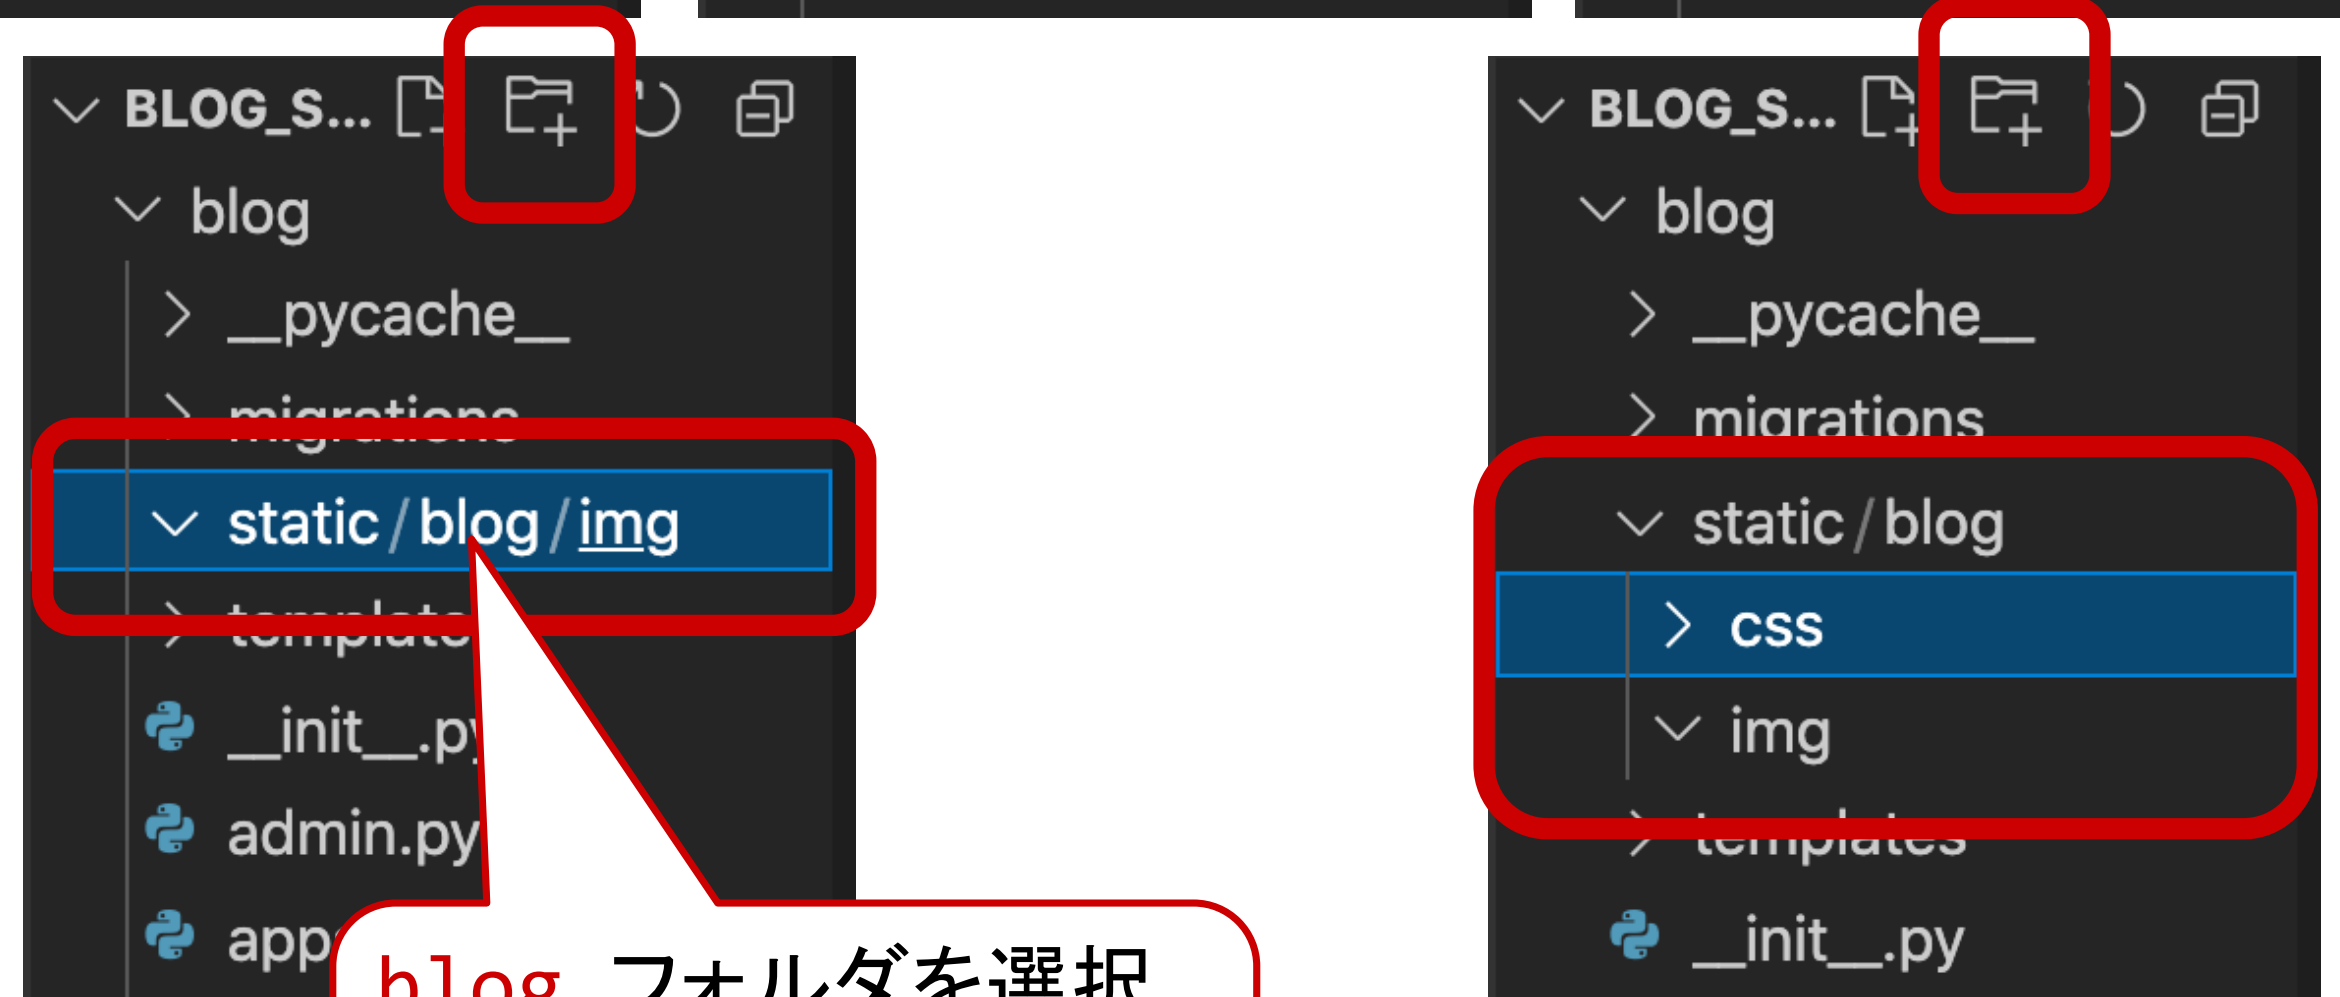 BLOG_S...
blog
__pycache__
migrations
static/blog/img
template
__init__.py
admin.py
app
blog フォルダを選択
BLOG_S...
blog
__pycache__
migrations
static/blog
css
img
templates
__init__.py